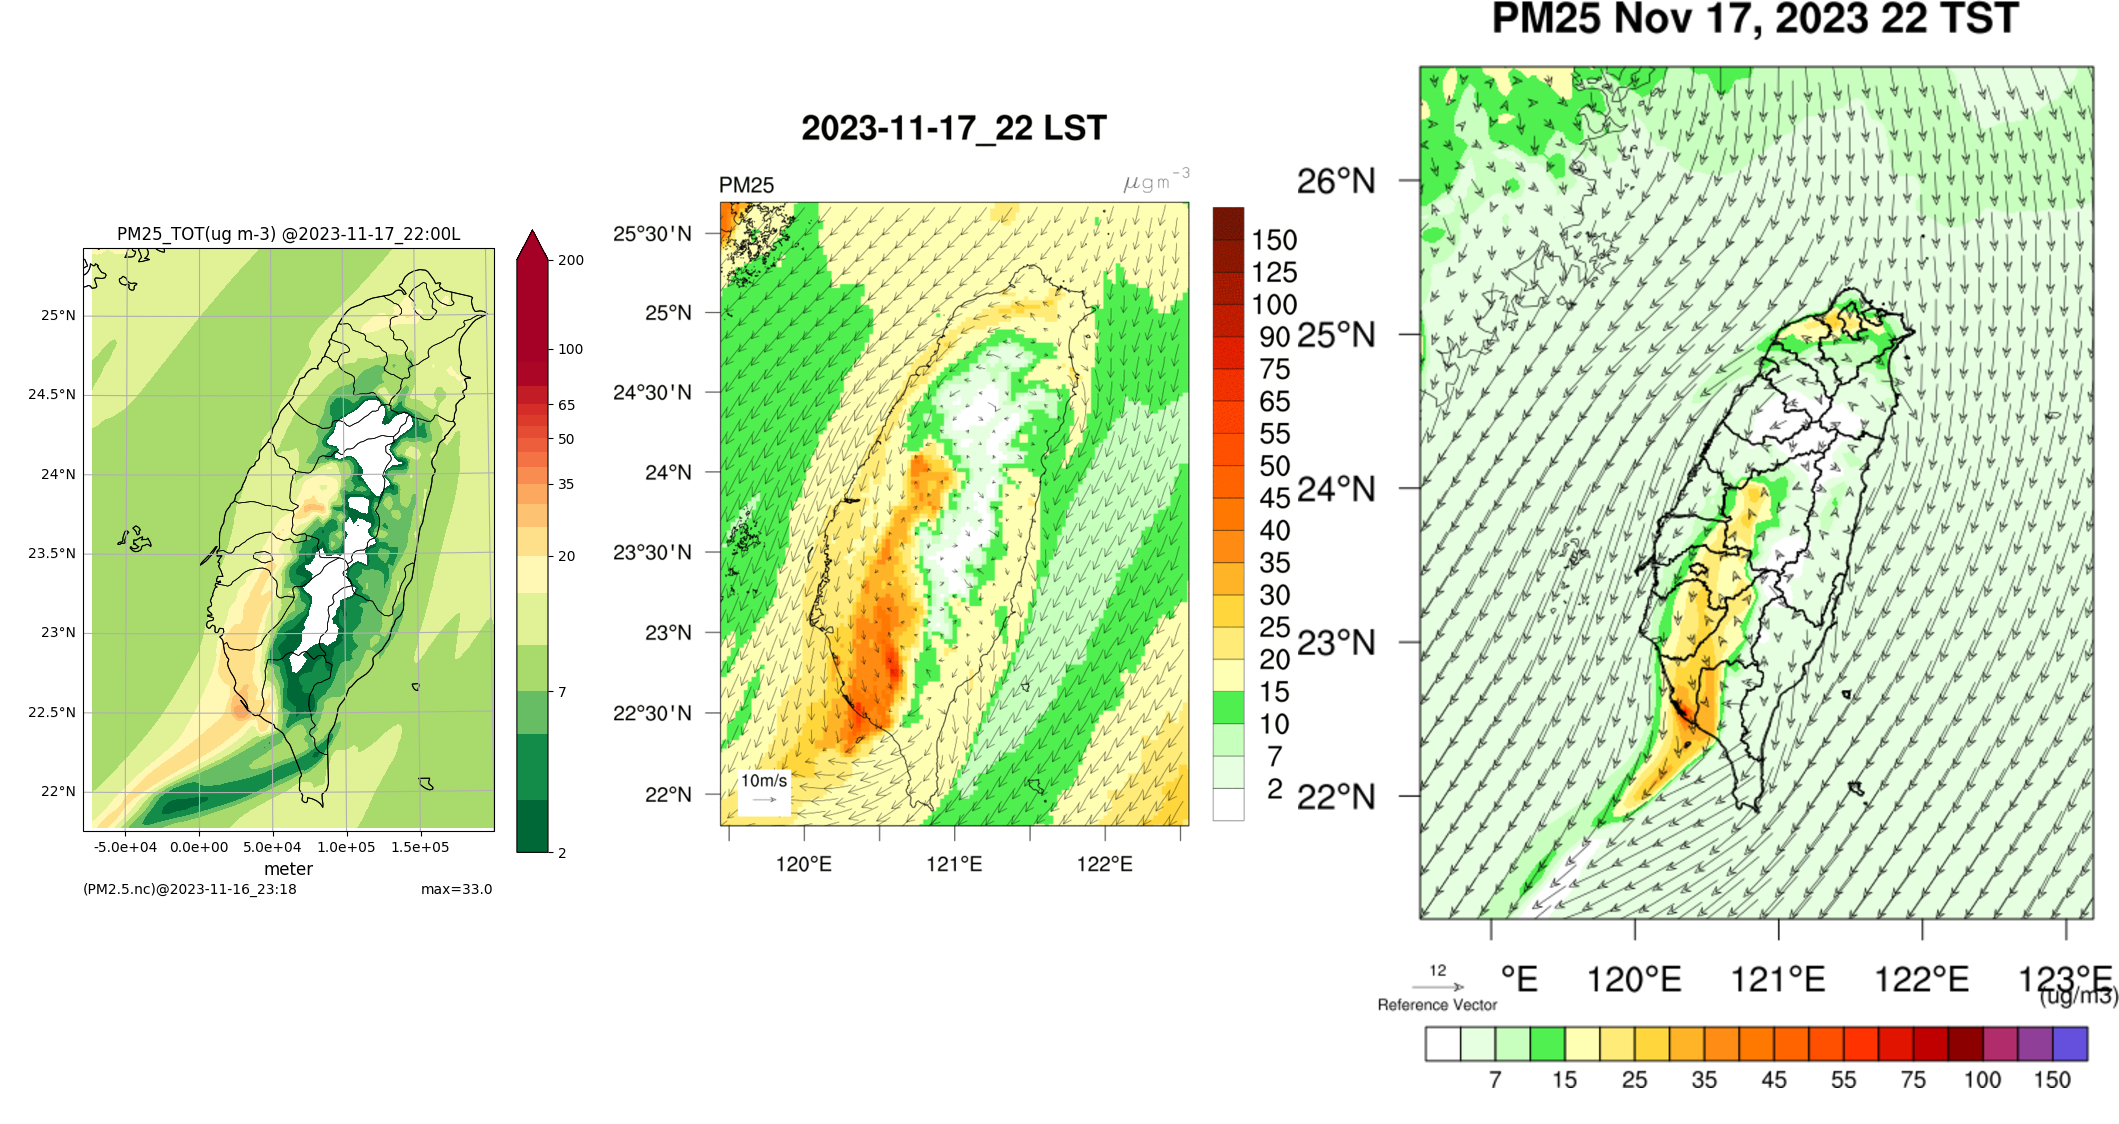 PM25_TOT(ug m-3) @2023-11-17_22:00L
25°N
24.5°N
24°N
23.5°N
23°N
22.5°N
22°N
-5.0e+04 0.0e+00 5.0e+04 1.0e+05 1.5e+05
meter
(PM2.5.nc)@2023-11-16_23:18 max=33.0
200
100
65
50
35
20
7
2
2023-11-17_22 LST
PM25 μgm⁻³
25°30'N
25°N
24°30'N
24°N
23°30'N
23°N
22°30'N
22°N
10m/s
120°E 121°E 122°E
150
125
100
90
75
65
55
50
45
40
35
30
25
20
15
10
7
2
PM25 Nov 17, 2023 22 TST
26°N
25°N
24°N
23°N
22°N
°E 120°E 121°E 122°E 123°E
12
Reference Vector
(ug/m3)
7 15 25 35 45 55 75 100 150